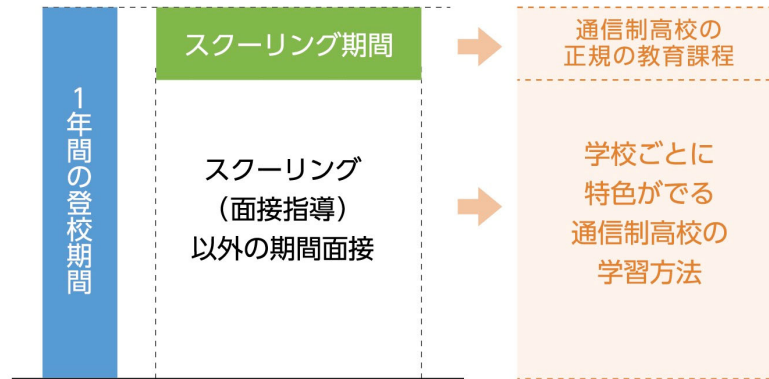 1年間の登校期間
スクーリング期間
通信制高校の
正規の教育課程
スクーリング
（面接指導）
以外の期間面接
学校ごとに
特色がでる
通信制高校の
学習方法